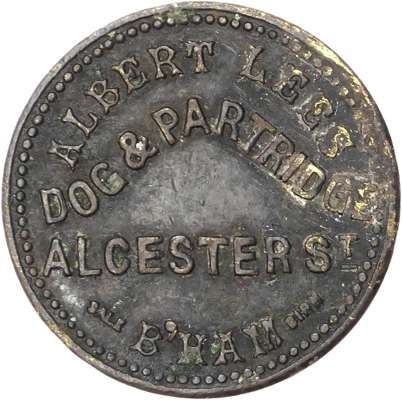 ALBERT LEES
DOG & PARTRIDGE
ALCESTER ST
B'HAM